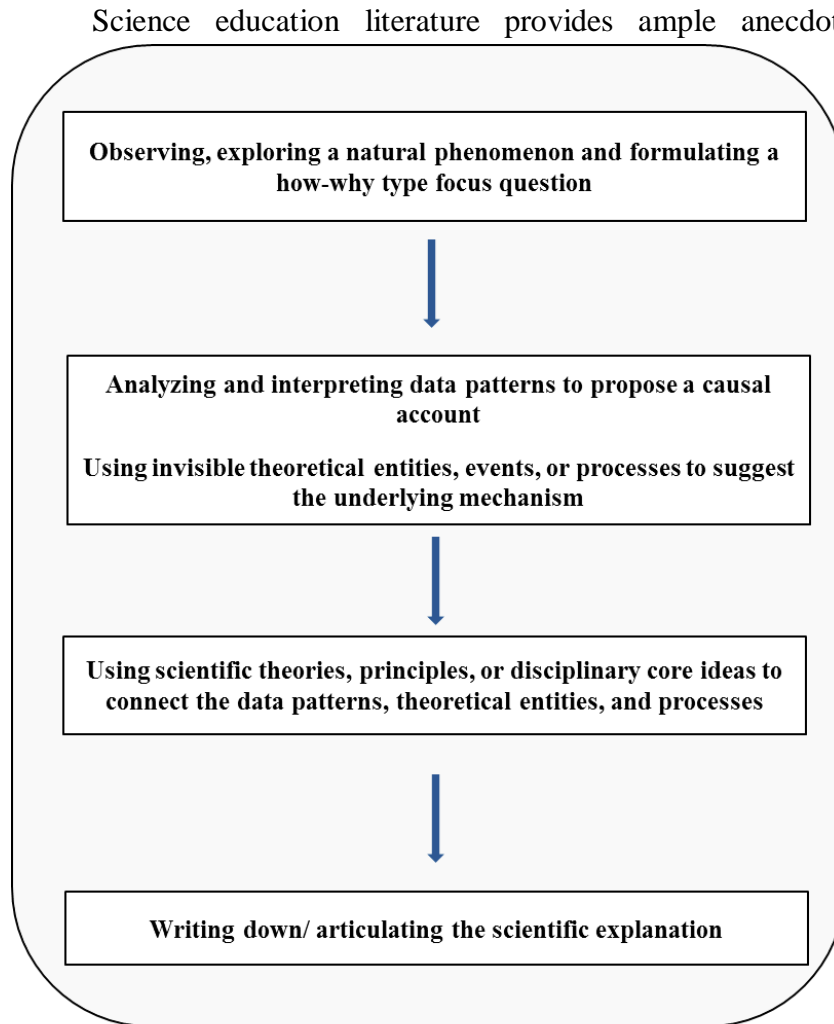 Science education literature provides ample
Observing, exploring a natural phenomenon and formulating a
how-why type focus question
Analyzing and interpreting data patterns to propose a causal
account
Using invisible theoretical entities, events, or processes to suggest
the underlying mechanism
Using scientific theories, principles, or disciplinary core ideas to
connect the data patterns, theoretical entities, and processes
Writing down/ articulating the scientific explanation